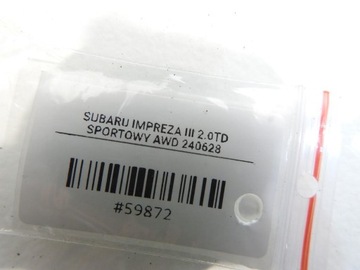 SUBARU IMPREZA III 2.0TD
SPORTOWY AWD 240628
#59872